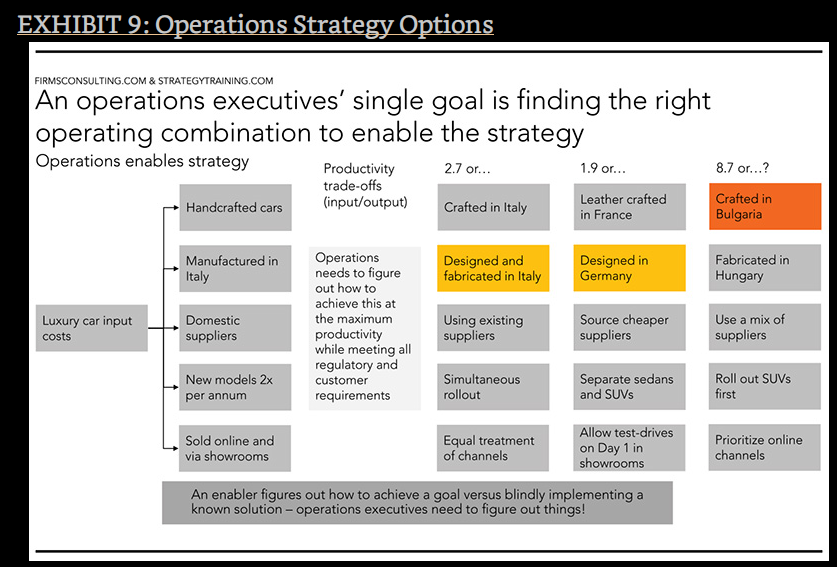 EXHIBIT 9: Operations Strategy Options
FIRMSCONSULTING.COM & STRATEGYTRAINING.COM
An operations executives’ single goal is finding the right
operating combination to enable the strategy
Operations enables strategy
Productivity
trade-offs
(input/output)
2.7 or…
1.9 or…
8.7 or…?
Luxury car input
costs
Handcrafted cars
Manufactured in
Italy
Domestic
suppliers
New models 2x
per annum
Sold online and
via showrooms
Operations
needs to figure
out how to
achieve this at
the maximum
productivity
while meeting all
regulatory and
customer
requirements
Crafted in Italy
Designed and
fabricated in Italy
Using existing
suppliers
Simultaneous
rollout
Equal treatment
of channels
Leather crafted
in France
Designed in
Germany
Source cheaper
suppliers
Separate sedans
and SUVs
Allow test-drives
on Day 1 in
showrooms
Crafted in
Bulgaria
Fabricated in
Hungary
Use a mix of
suppliers
Roll out SUVs
first
Prioritize online
channels
An enabler figures out how to achieve a goal versus blindly implementing a
known solution – operations executives need to figure out things!